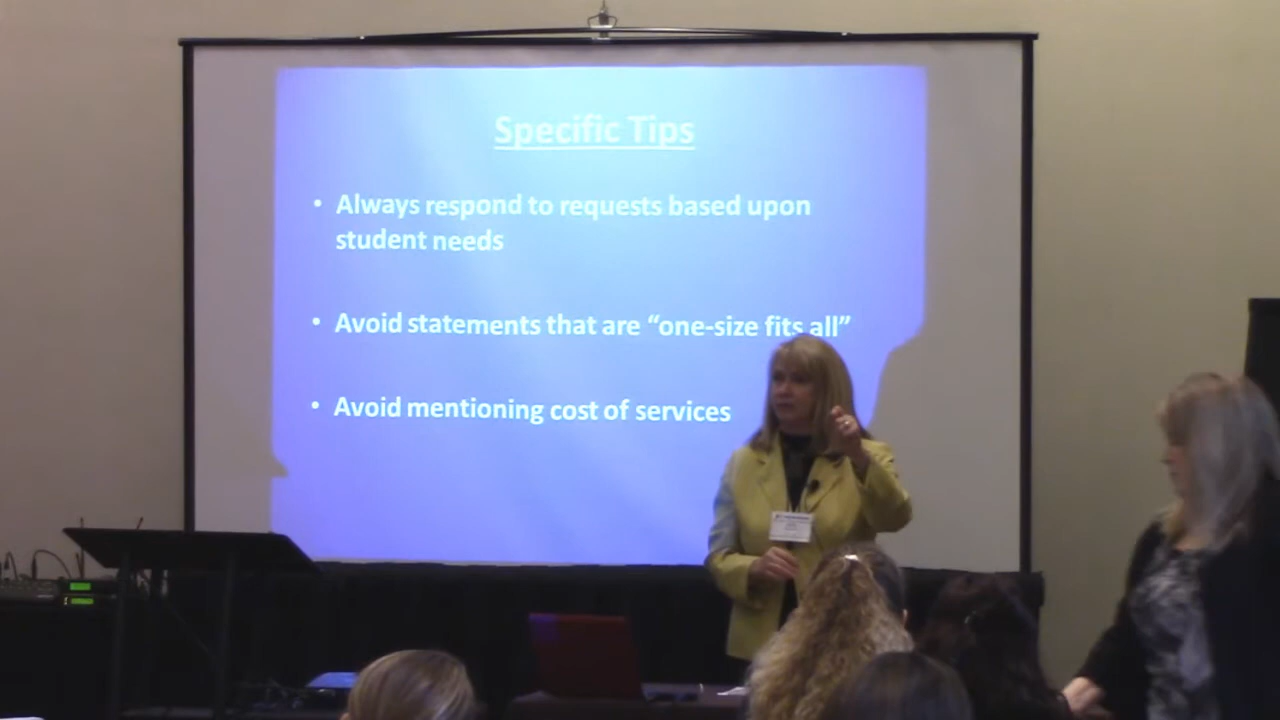 Specific Tips
• Always respond to requests based upon
student needs
• Avoid statements that are “one-size fits all”
• Avoid mentioning cost of services